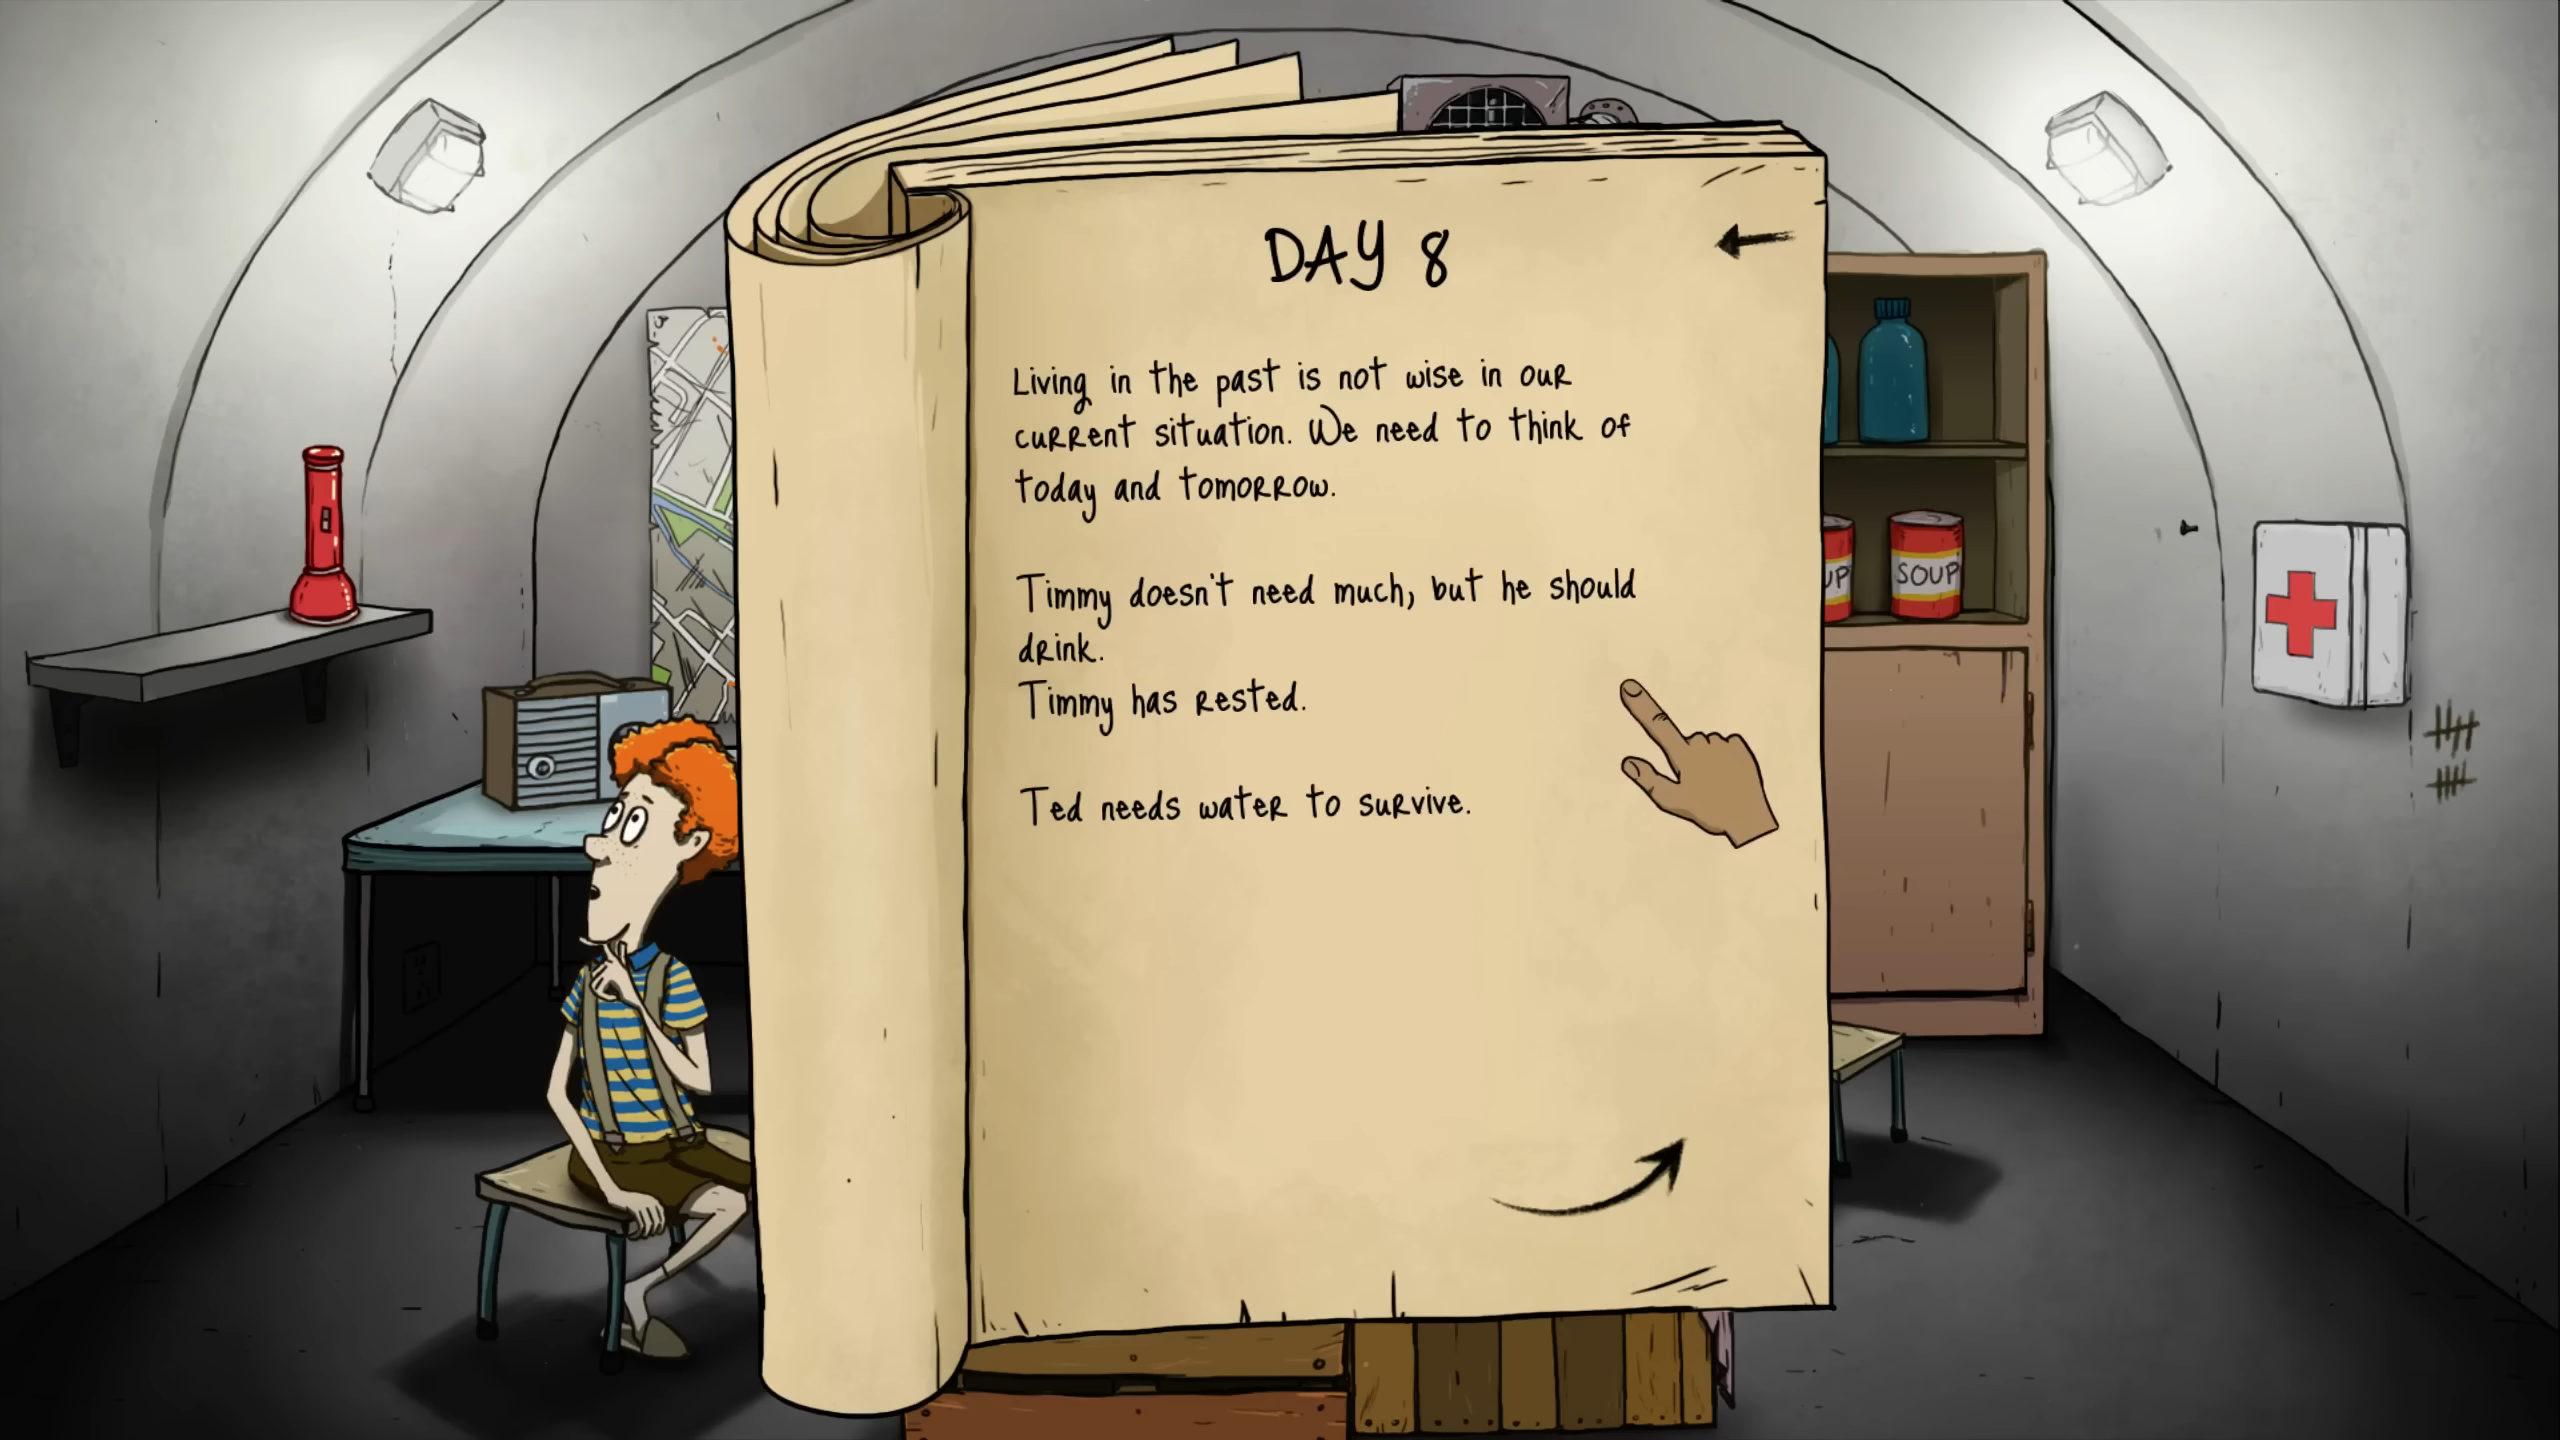 DAY 8
Living in the past is not wise in our
current situation. We need to think of
today and tomorrow.
Timmy doesn't need much, but he should
drink.
Timmy has rested.
Ted needs water to survive.
UP
SOUP